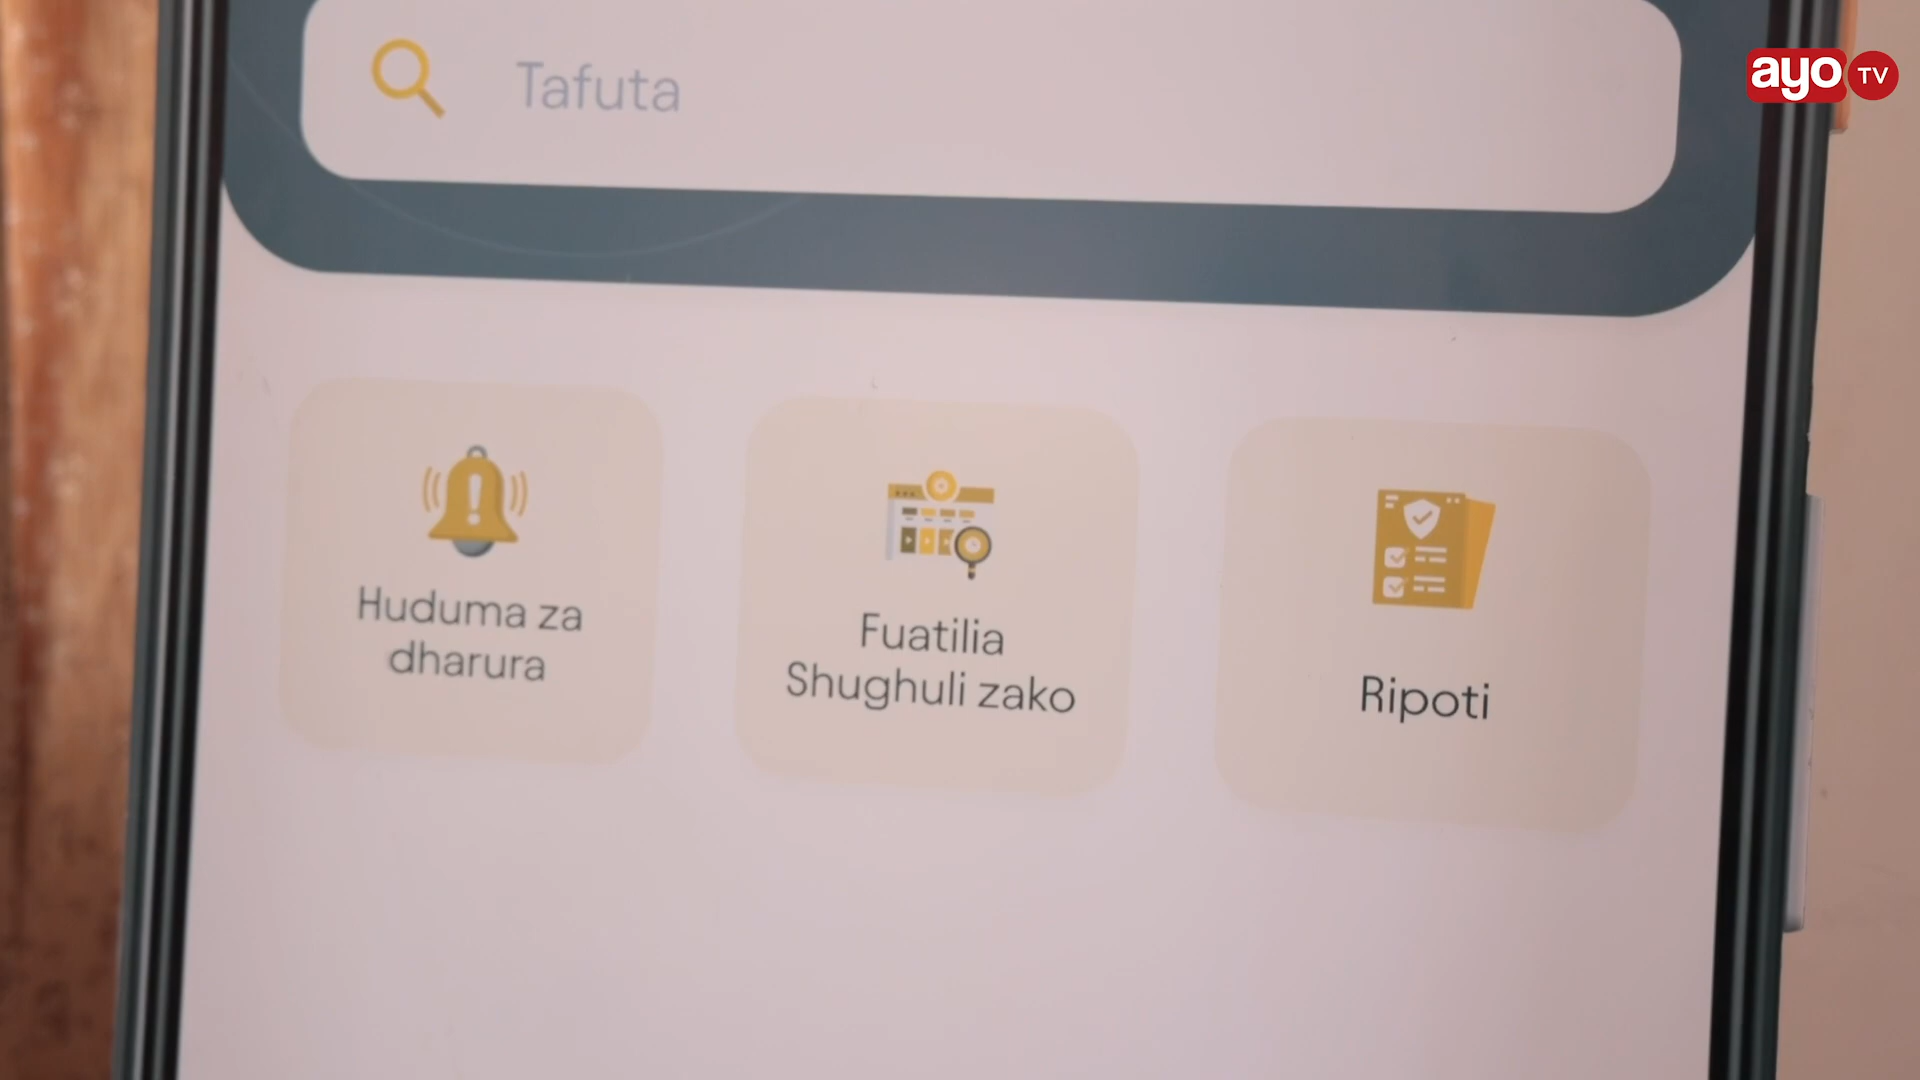 ayo TV
Tafuta
Huduma za
dharura
Fuatilia
Shughuli zako
Ripoti